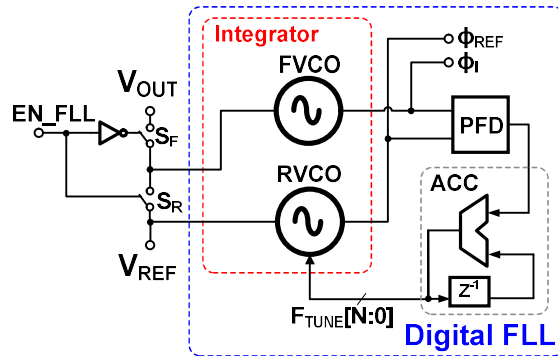 Integrator
ΦREF
FVCO
ΦI
VOUT
EN_FLL
SF
PFD
RVCO
ACC
SR
VREF
Z-1
FTUNE[N:0]
Digital FLL